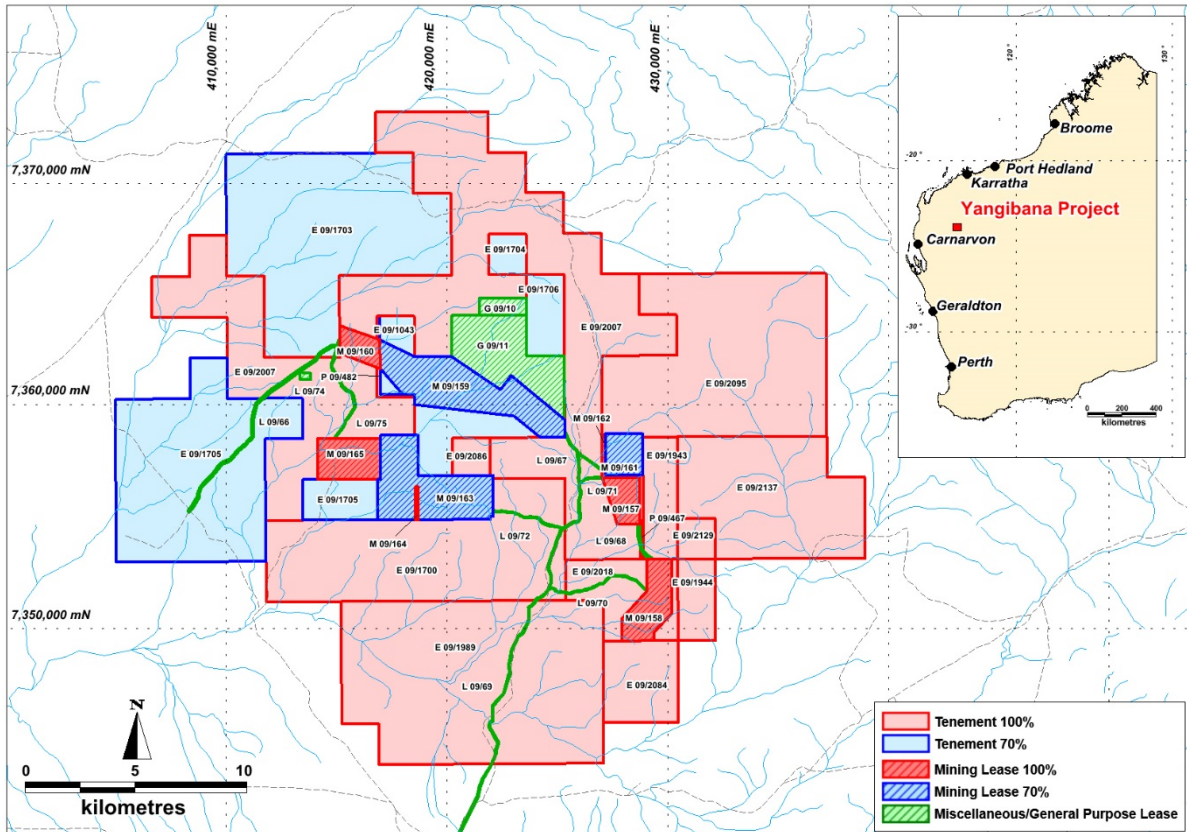 410,000 mE
420,000 mE
430,000 mE
7,370,000 mN
7,360,000 mN
7,350,000 mN
E 09/1703
E 09/1704
E 09/1706
G 09/10
E 09/1043
G 09/11
E 09/2007
M 09/160
E 09/2007
P 09/482
M 09/159
L 09/74
E 09/2095
L 09/66
L 09/75
M 09/162
E 09/1705
M 09/165
E 09/2086
L 09/67
M 09/161
E 09/1943
E 09/1705
M 09/163
L 09/71
M 09/157
E 09/2137
P 09/467
M 09/164
L 09/72
L 09/68
E 09/2129
E 09/1700
E 09/2018
E 09/1944
L 09/70
M 09/158
E 09/1989
L 09/69
E 09/2084
N
0 5 10
kilometres
120°
130°
-20°
-30°
Broome
Port Hedland
Karratha
Yangibana Project
Carnarvon
Geraldton
Perth
0 200 400
kilometres
Tenement 100%
Tenement 70%
Mining Lease 100%
Mining Lease 70%
Miscellaneous/General Purpose Lease